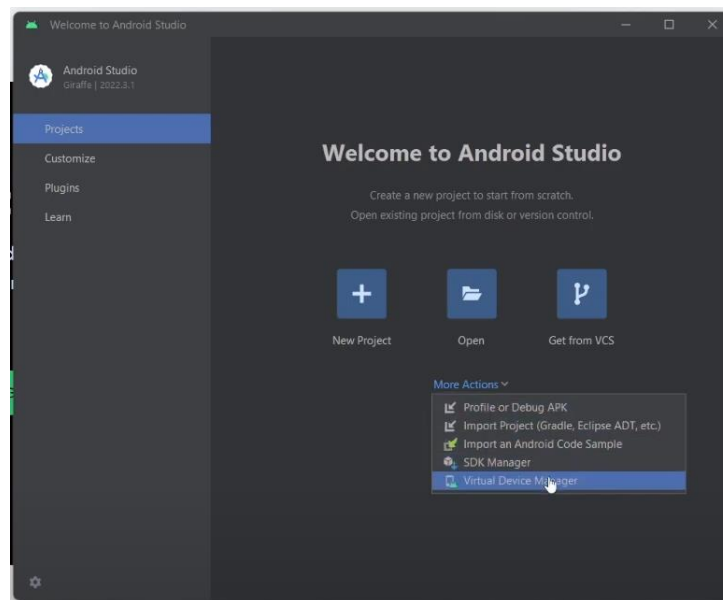 Welcome to Android Studio
Android Studio
Giraffe | 2022.3.1
Projects
Customize
Plugins
Learn
Welcome to Android Studio
Create a new project to start from scratch.
Open existing project from disk or version control.
New Project
Open
Get from VCS
More Actions
Profile or Debug APK
Import Project (Gradle, Eclipse ADT, etc.)
Import an Android Code Sample
SDK Manager
Virtual Device Manager